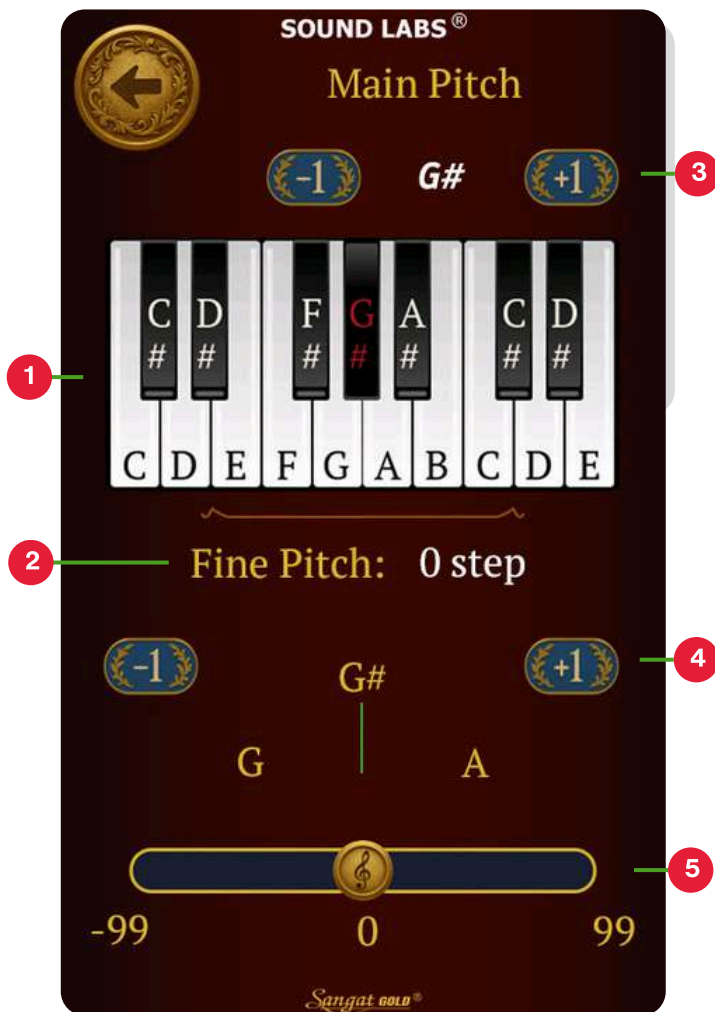 SOUND LABS®
Main Pitch
-1 G# +1
3
C# D# F# G# A# C# D#
1
C D E F G A B C D E
2
Fine Pitch: 0 step
-1 +1
4
G#
G A
5
-99 0 99
Sangat GOLD®